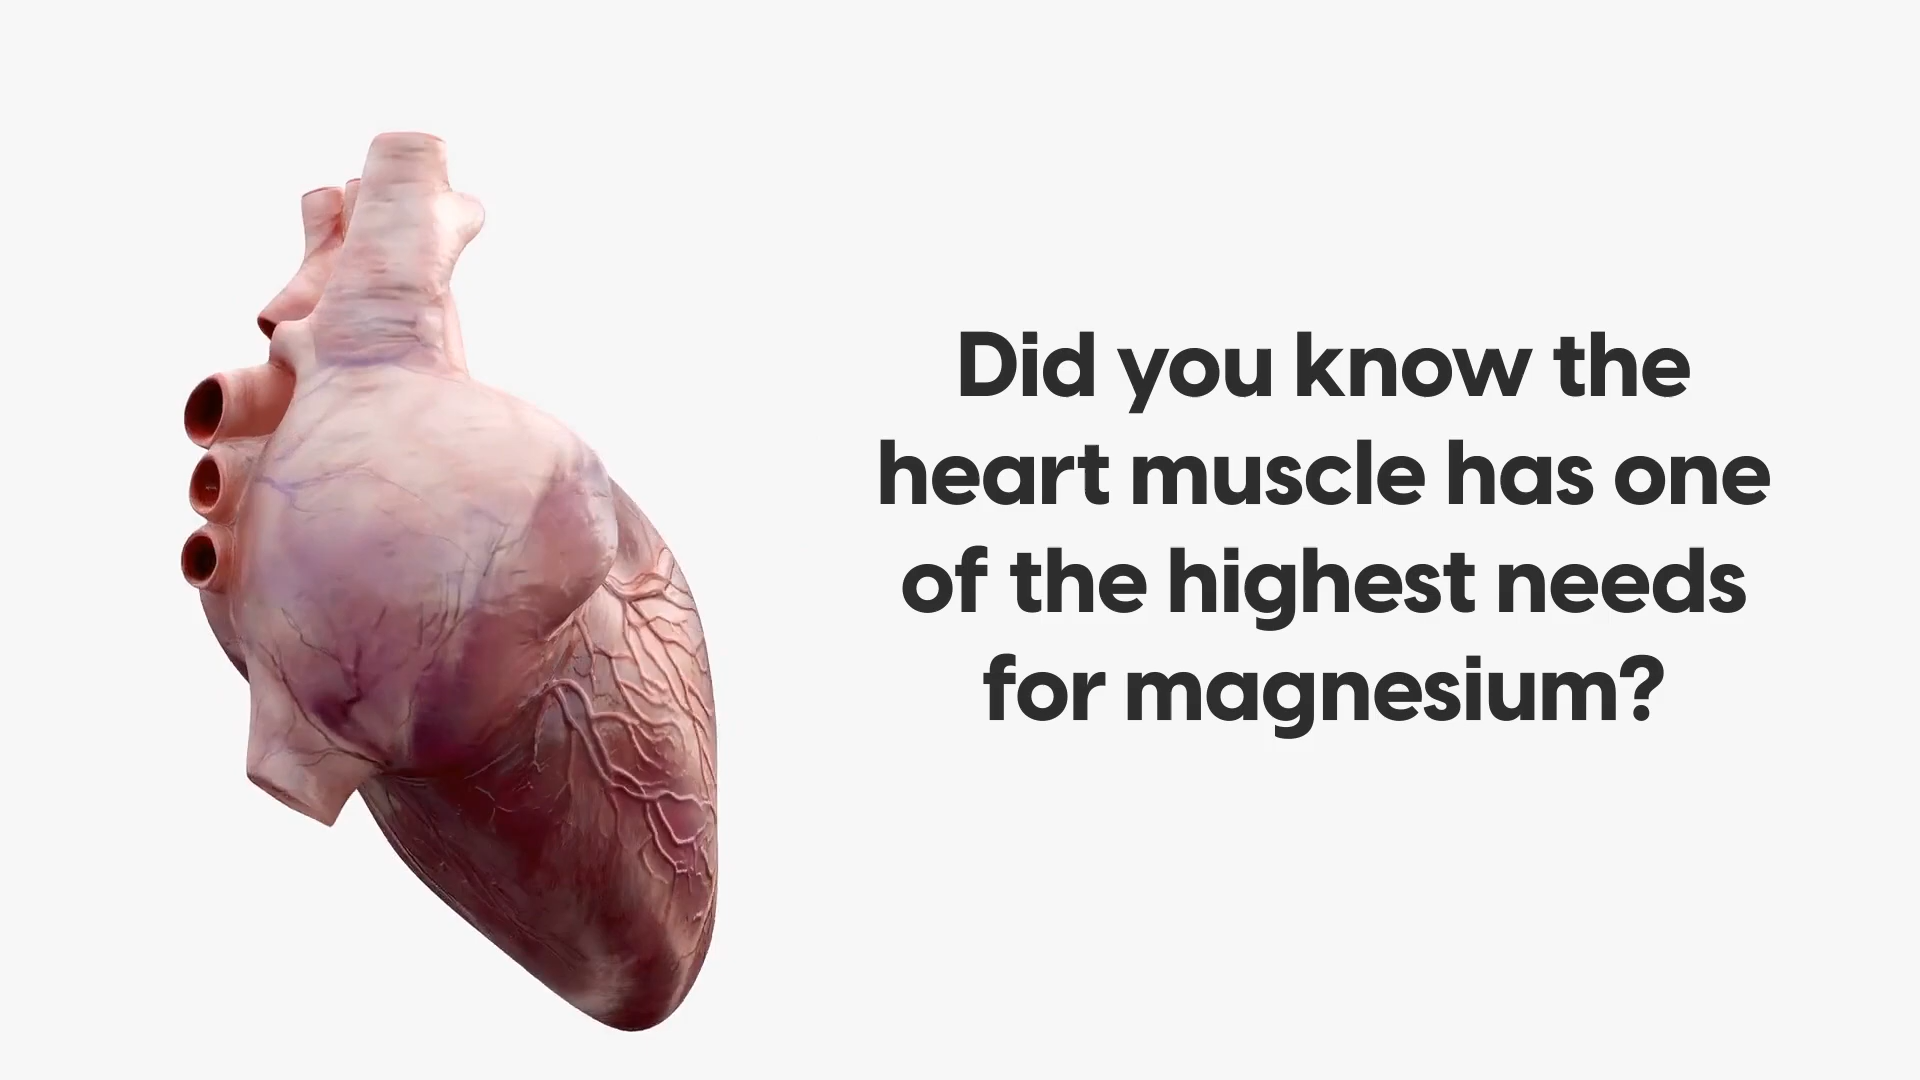 Did you know the
heart muscle has one
of the highest needs
for magnesium?